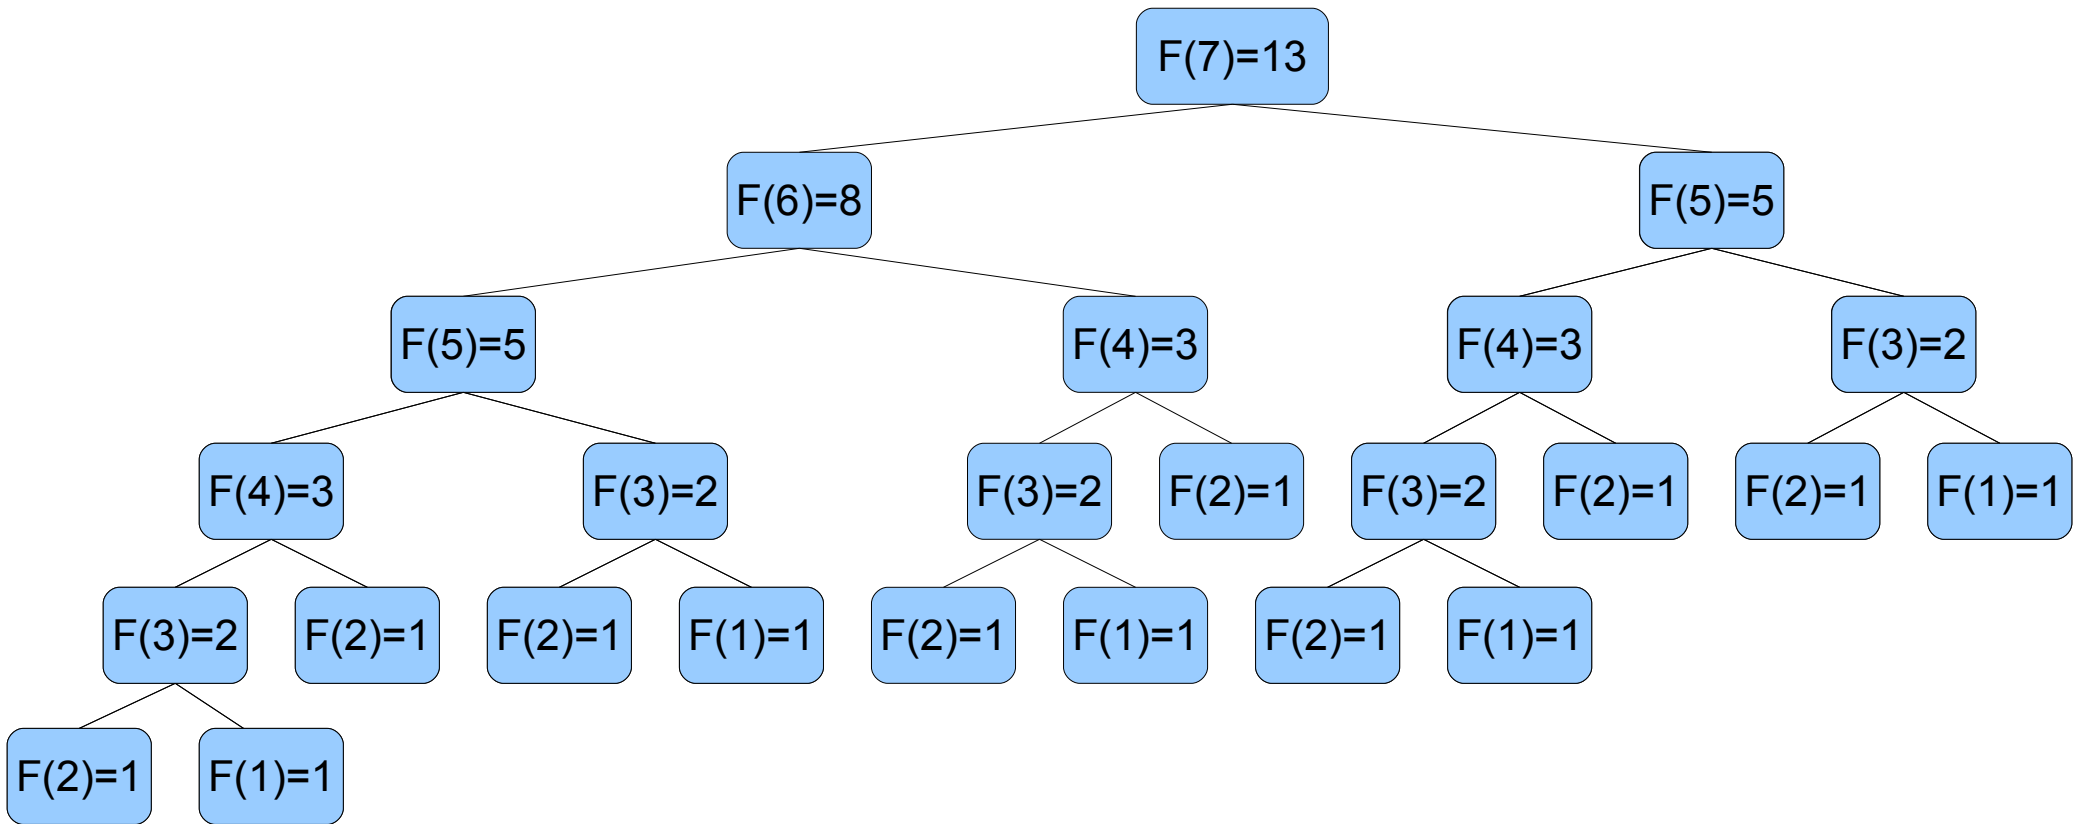 F(7)=13
F(6)=8
F(5)=5
F(5)=5
F(4)=3
F(4)=3
F(3)=2
F(4)=3
F(3)=2
F(3)=2
F(2)=1
F(3)=2
F(2)=1
F(2)=1
F(1)=1
F(3)=2
F(2)=1
F(2)=1
F(1)=1
F(2)=1
F(1)=1
F(2)=1
F(1)=1
F(2)=1
F(1)=1